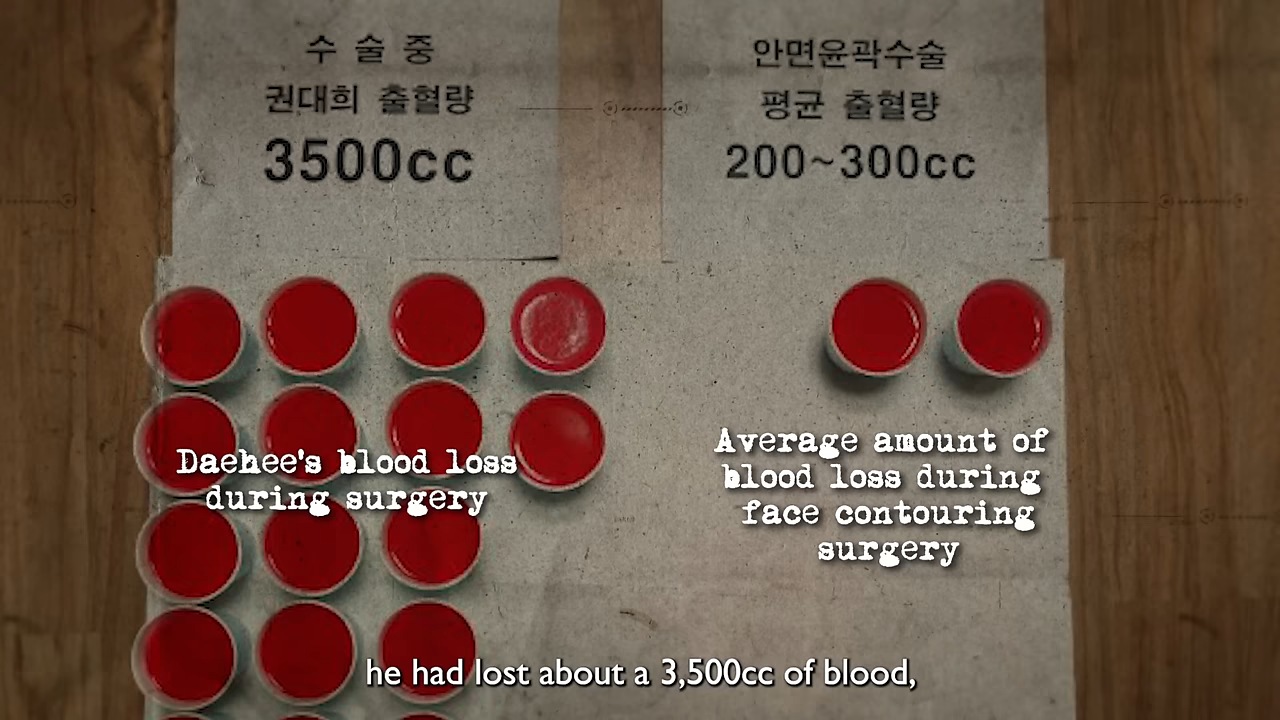 수 술 중
권대희 출혈량
3500cc
안면윤곽수술
평균 출혈량
200~300cc
Daehee's blood loss
during surgery
Average amount of
blood loss during
face contouring
surgery
he had lost about a 3,500cc of blood,